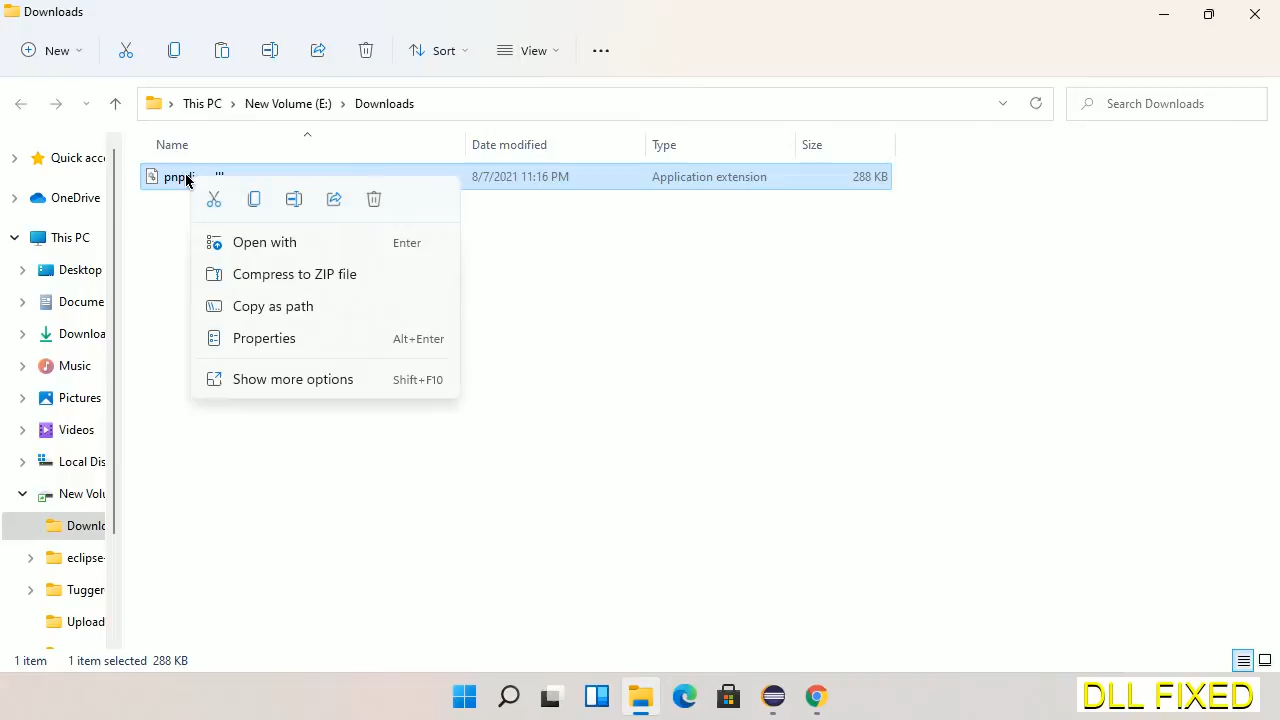 Downloads
New
Sort
View
This PC
New Volume (E:)
Downloads
Search Downloads
Name
Date modified
Type
Size
8/7/2021 11:16 PM
Application extension
288 KB
Quick acc
OneDrive
This PC
Desktop
Docume
Downloa
Music
Pictures
Videos
Local Dis
New Volu
Downlo
eclipse-
Tugger
Upload
Open with Enter
Compress to ZIP file
Copy as path
Properties Alt+Enter
Show more options Shift+F10
1 item 1 item selected 288 KB
DLL FIXED